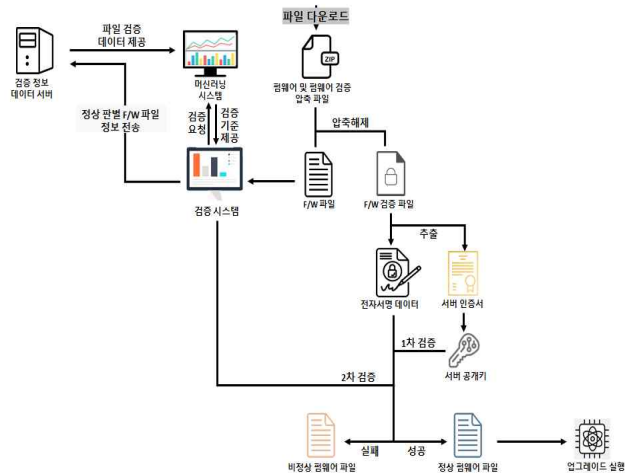 파일 다운로드
파일 검증
데이터 제공
ZIP
검증 정보
데이터 서버
머신러닝
시스템
펌웨어 및 펌웨어 검증
압축 파일
정상 판별 F/W 파일
정보 전송
검증
요청
검증
기준
제공
압축해제
검증 시스템
F/W 파일
F/W 검증 파일
추출
전자서명 데이터
서버 인증서
1차 검증
서버 공개키
2차 검증
실패
성공
비정상 펌웨어 파일
정상 펌웨어 파일
업그레이드 실행